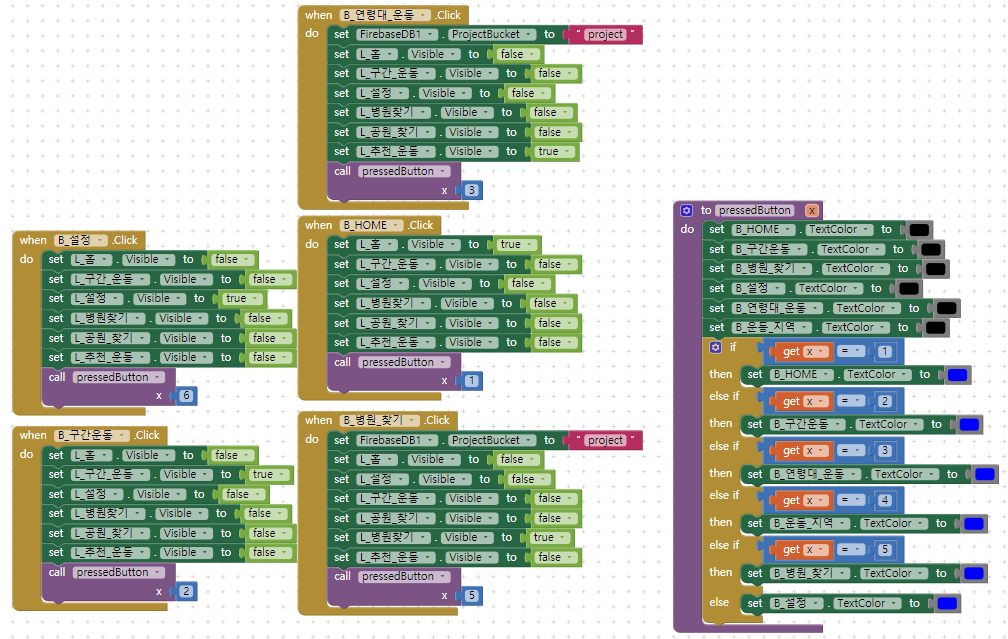 when B_연령대_운동 .Click
do set FirebaseDB1 . ProjectBucket to " project "
set L_홈 . Visible to false
set L_구간_운동 . Visible to false
set L_설정 . Visible to false
set L_병원찾기 . Visible to false
set L_공원_찾기 . Visible to false
set L_추천_운동 . Visible to true
call pressedButton
x 3
when B_설정 .Click
do set L_홈 . Visible to false
set L_구간_운동 . Visible to false
set L_설정 . Visible to true
set L_병원찾기 . Visible to false
set L_공원_찾기 . Visible to false
set L_추천_운동 . Visible to false
call pressedButton
x 6
when B_HOME .Click
do set L_홈 . Visible to true
set L_구간_운동 . Visible to false
set L_설정 . Visible to false
set L_병원찾기 . Visible to false
set L_공원_찾기 . Visible to false
set L_추천_운동 . Visible to false
call pressedButton
x 1
when B_구간운동 .Click
do set L_홈 . Visible to false
set L_구간_운동 . Visible to true
set L_설정 . Visible to false
set L_병원찾기 . Visible to false
set L_공원_찾기 . Visible to false
set L_추천_운동 . Visible to false
call pressedButton
x 2
when B_병원_찾기 .Click
do set FirebaseDB1 . ProjectBucket to " project "
set L_홈 . Visible to false
set L_설정 . Visible to false
set L_구간_운동 . Visible to false
set L_공원_찾기 . Visible to false
set L_병원찾기 . Visible to true
set L_추천_운동 . Visible to false
call pressedButton
x 5
to pressedButton x
do set B_HOME . TextColor to
set B_구간운동 . TextColor to
set B_병원_찾기 . TextColor to
set B_설정 . TextColor to
set B_연령대_운동 . TextColor to
set B_운동_지역 . TextColor to
if get x = 1
then set B_HOME . TextColor to
else if get x = 2
then set B_구간운동 . TextColor to
else if get x = 3
then set B_연령대_운동 . TextColor to
else if get x = 4
then set B_운동_지역 . TextColor to
else if get x = 5
then set B_병원_찾기 . TextColor to
else set B_설정 . TextColor to